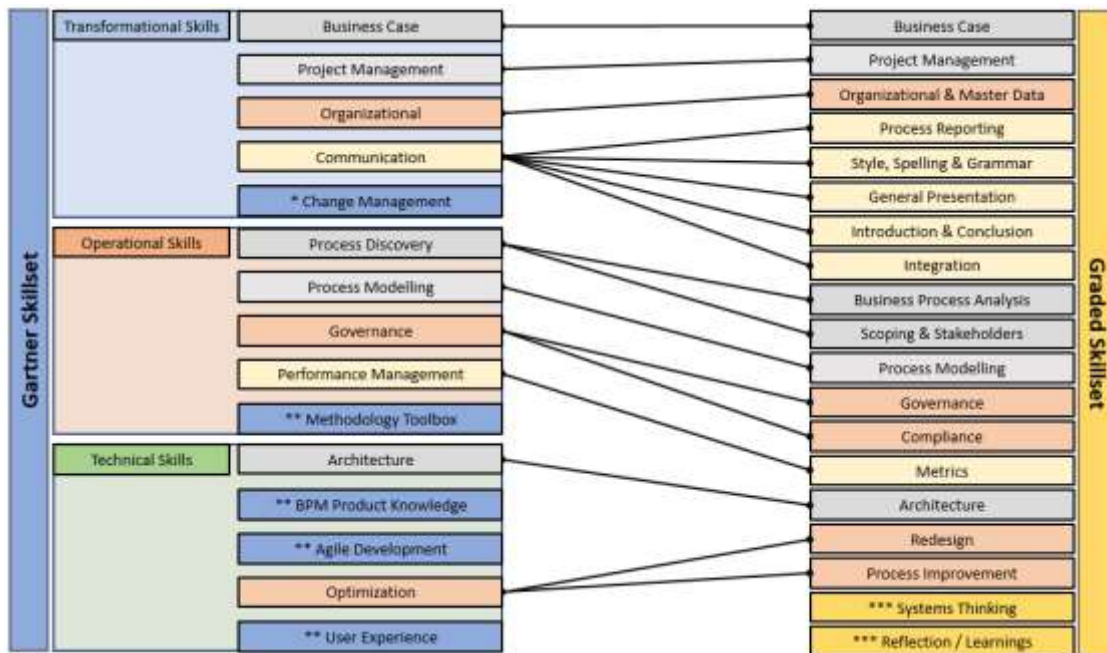 Gartner Skillset
Transformational Skills
Business Case
Project Management
Organizational
Communication
* Change Management
Operational Skills
Process Discovery
Process Modelling
Governance
Performance Management
** Methodology Toolbox
Technical Skills
Architecture
** BPM Product Knowledge
** Agile Development
Optimization
** User Experience
Business Case
Project Management
Organizational & Master Data
Process Reporting
Style, Spelling & Grammar
General Presentation
Introduction & Conclusion
Integration
Business Process Analysis
Scoping & Stakeholders
Process Modelling
Governance
Compliance
Metrics
Architecture
Redesign
Process Improvement
*** Systems Thinking
*** Reflection / Learnings
Graded Skillset